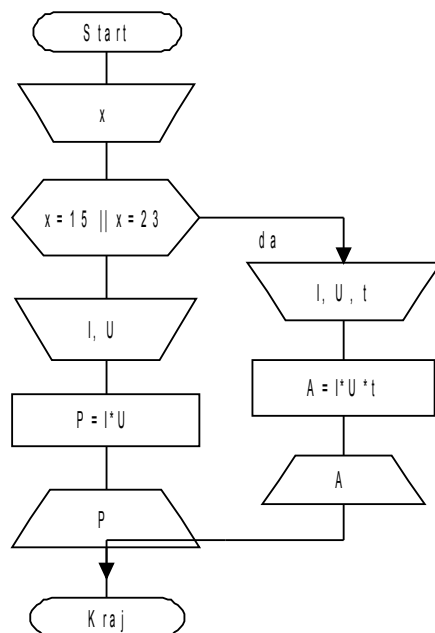 Start
x
x = 15 || x = 23
da
I, U
I, U, t
P = I*U
A = I*U*t
P
A
Kraj